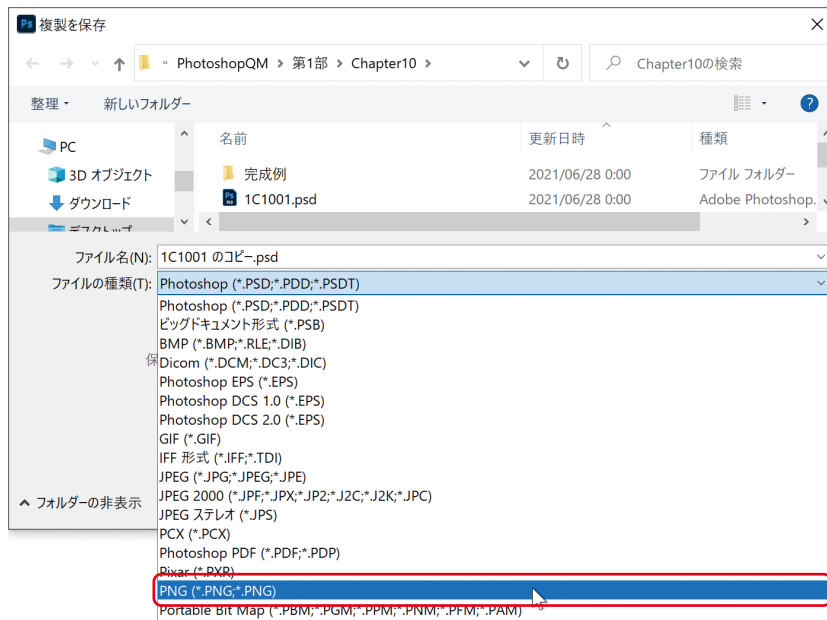 Ps 複製を保存
« PhotoshopQM > 第1部 > Chapter10 > Chapter10の検索
整理 新しいフォルダー ?
名前 更新日時 種類
PC
3D オブジェクト
ダウンロード
デスクトップ
完成例 2021/06/28 0:00 ファイル フォルダー
1C1001.psd 2021/06/28 0:00 Adobe Photoshop.
ファイル名(N): 1C1001 のコピー.psd
ファイルの種類(T): Photoshop (*.PSD;*.PDD;*.PSDT)
Photoshop (*.PSD;*.PDD;*.PSDT)
ビッグドキュメント形式 (*.PSB)
BMP (*.BMP;*.RLE;*.DIB)
保
Dicom (*.DCM;*.DC3;*.DIC)
Photoshop EPS (*.EPS)
Photoshop DCS 1.0 (*.EPS)
Photoshop DCS 2.0 (*.EPS)
GIF (*.GIF)
IFF 形式 (*.IFF;*.TDI)
JPEG (*.JPG;*.JPEG;*.JPE)
JPEG 2000 (*.JPF;*.JPX;*.JP2;*.J2C;*.J2K;*.JPC)
JPEG ステレオ (*.JPS)
PCX (*.PCX)
Photoshop PDF (*.PDF;*.PDP)
Pixar (*.PXR)
PNG (*.PNG;*.PNG)
Portable Bit Map (*.PBM;*.PGM;*.PPM;*.PNM;*.PFM;*.PAM)
フォルダーの非表示